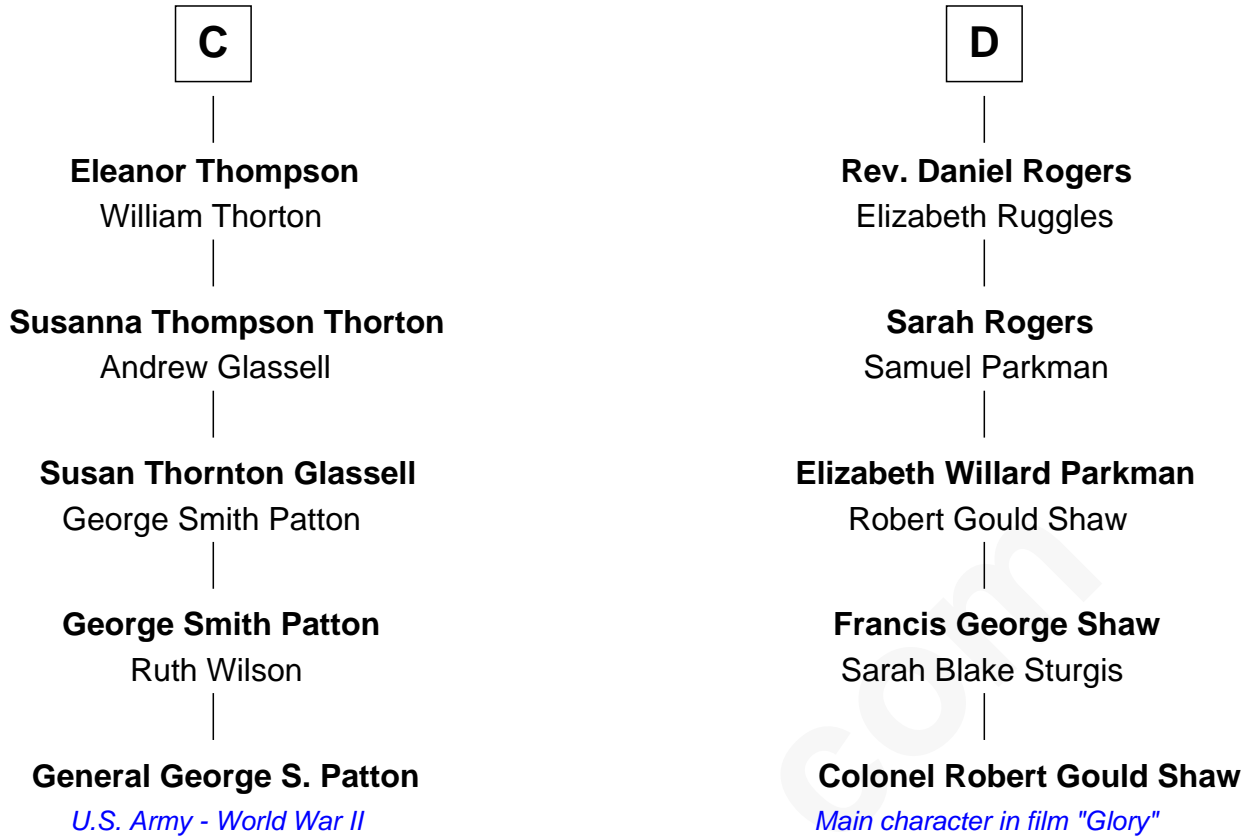 C
Eleanor Thompson
William Thorton
Susanna Thompson Thorton
Andrew Glassell
Susan Thornton Glassell
George Smith Patton
George Smith Patton
Ruth Wilson
General George S. Patton
U.S. Army - World War II
D
Rev. Daniel Rogers
Elizabeth Ruggles
Sarah Rogers
Samuel Parkman
Elizabeth Willard Parkman
Robert Gould Shaw
Francis George Shaw
Sarah Blake Sturgis
Colonel Robert Gould Shaw
Main character in film "Glory"
com